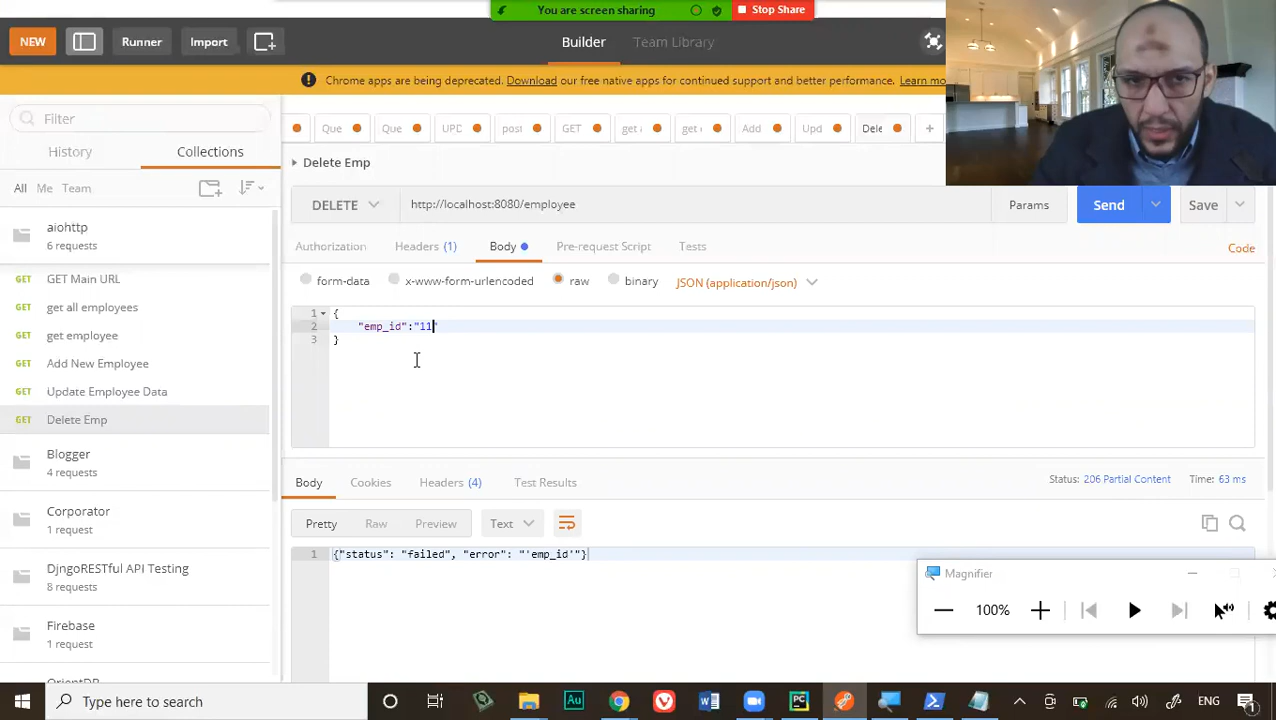 You are screen sharing
Stop Share
NEW
Runner
Import
Builder
Team Library
Chrome apps are being deprecated. Download our free native apps for continued support and better performance. Learn mo
Filter
History
Collections
All Me Team
aiohttp
6 requests
GET GET Main URL
GET get all employees
GET get employee
GET Add New Employee
GET Update Employee Data
GET Delete Emp
Blogger
4 requests
Corporator
1 request
DjngoRESTful API Testing
8 requests
Firebase
1 request
OrientDB
Que Que UPD post GET get a get e Add Upd Dele +
Delete Emp
DELETE http://localhost:8080/employee Params Send Save
Authorization Headers (1) Body Pre-request Script Tests Code
form-data x-www-form-urlencoded raw binary JSON (application/json)
1 {
2 "emp_id":"11"
3 }
Body Cookies Headers (4) Test Results Status: 206 Partial Content Time: 63 ms
Pretty Raw Preview Text
1 {"status": "failed", "error": "'emp_id'"}
Magnifier
100%
Type here to search
ENG